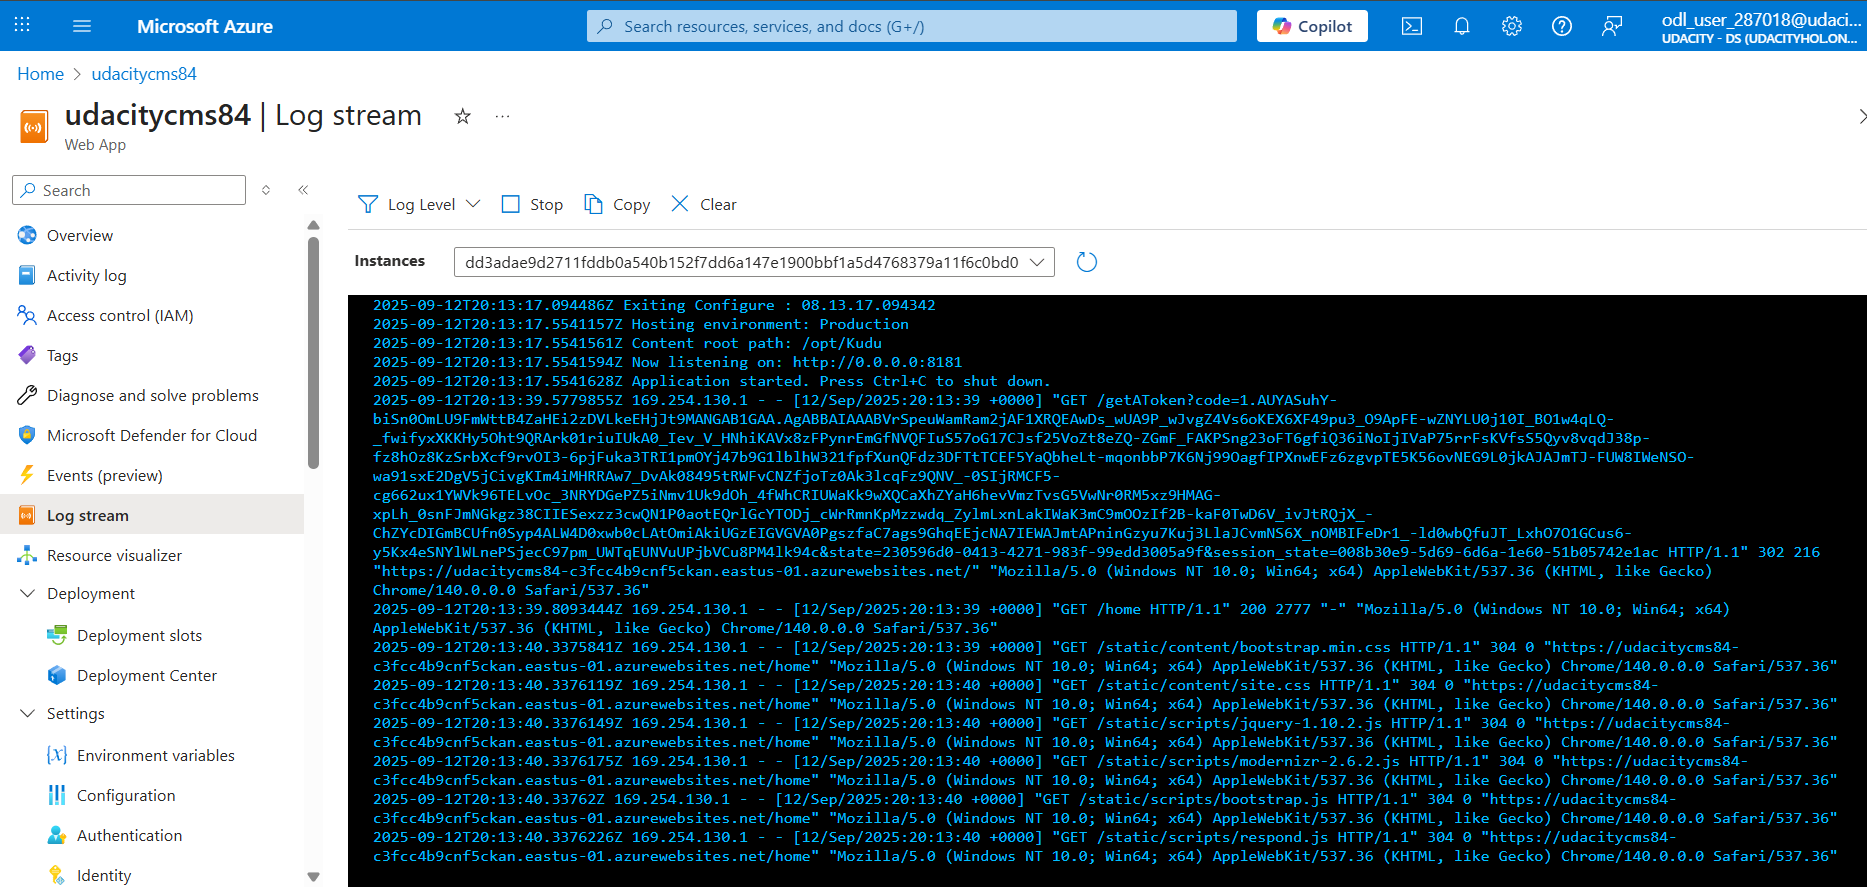 Microsoft Azure
Search resources, services, and docs (G+/)
Copilot
odl_user_287018@udaci...
UDACITY - DS (UDACITYHOL.ON...
Home > udacitycms84
udacitycms84 | Log stream
Web App
Search
Overview
Activity log
Access control (IAM)
Tags
Diagnose and solve problems
Microsoft Defender for Cloud
Events (preview)
Log stream
Resource visualizer
Deployment
Deployment slots
Deployment Center
Settings
Environment variables
Configuration
Authentication
Identity
Log Level
Stop
Copy
Clear
Instances
dd3adae9d2711fddb0a540b152f7dd6a147e1900bbf1a5d4768379a11f6c0bd0
2025-09-12T20:13:17.094486Z Exiting Configure : 08.13.17.094342
2025-09-12T20:13:17.5541157Z Hosting environment: Production
2025-09-12T20:13:17.5541561Z Content root path: /opt/Kudu
2025-09-12T20:13:17.5541594Z Now listening on: http://0.0.0.0:8181
2025-09-12T20:13:17.5541628Z Application started. Press Ctrl+C to shut down.
2025-09-12T20:13:39.5779855Z 169.254.130.1 - - [12/Sep/2025:20:13:39 +0000] "GET /getAToken?code=1.AUYASuhY-
biSn0OmLU9FmWttB4ZaHEi2zDVLkeEHjJt9MANGAB1GAA.AgABBAIAAABVrSpeuWamRam2jAF1XRQEAwDs_wUA9P_wJvgZ4Vs6oKEX6XF49pu3_O9ApFE-wZNYLU0j10I_BO1w4qLQ-
_fwifyxXKKHy5Oht9QRArk01riuIUkA0_Iev_V_HNhiKAVx8zFPynrEmGfNVQFIuS57oG17CJsf25VoZt8eZQ-ZGmF_FAKPSng23oFT6gfiQ36iNoIjIVaP75rrFsKVfsS5Qyv8vqdJ38p-
fz8hOz8KzSrbXcf9rvOI3-6pjFuka3TRI1pmOYj47b9G1lblhW321fpfXunQFdz3DFTtTCEF5YaQbheLt-mqonbbP7K6Nj99OagfIPXnwEFz6zgvpTE5K56ovNEG9L0jkAJAJmTJ-FUW8IWeNSO-
wa91sxE2DgV5jCivgKIm4iMHRRAw7_DvAk08495tRWFvCNZfjoTz0Ak3lcqFz9QNV_-0SIjRMCF5-
cg662ux1YWVk96TELvOc_3NRYDGePZ5iNmv1Uk9dOh_4fWhCRIUWaKk9wXQCaXhZYaH6hevVmzTvsG5VwNr0RM5xz9HMAG-
xpLh_0snFJmNGkgz38CIIESexzz3cwQN1P0aotEQrlGcYTODj_cWrRmnKpMzzwdq_ZylmLxnLakIWaK3mC9mOOzIf2B-kaF0TwD6V_ivJtRQjX_-
ChZYcDIGmBCUfn0Syp4ALW4D0xwb0cLAtOmiAkiUGzEIGVGVA0PgszfaC7ags9GhqEEjcNA7IEWAJmtAPninGzyu7Kuj3LlaJCvmNS6X_nOMBIFeDr1_-ld0wbQfuJT_LxhO7O1GCus6-
y5Kx4eSNYlWLnePSjecC97pm_UWTqEUNVuUPjbVCu8PM4lk94c&state=230596d0-0413-4271-983f-99edd3005a9f&session_state=008b30e9-5d69-6d6a-1e60-51b05742e1ac HTTP/1.1" 302 216
"https://udacitycms84-c3fcc4b9cnf5ckan.eastus-01.azurewebsites.net/" "Mozilla/5.0 (Windows NT 10.0; Win64; x64) AppleWebKit/537.36 (KHTML, like Gecko)
Chrome/140.0.0.0 Safari/537.36"
2025-09-12T20:13:39.8093444Z 169.254.130.1 - - [12/Sep/2025:20:13:39 +0000] "GET /home HTTP/1.1" 200 2777 "-" "Mozilla/5.0 (Windows NT 10.0; Win64; x64)
AppleWebKit/537.36 (KHTML, like Gecko) Chrome/140.0.0.0 Safari/537.36"
2025-09-12T20:13:40.3375841Z 169.254.130.1 - - [12/Sep/2025:20:13:39 +0000] "GET /static/content/bootstrap.min.css HTTP/1.1" 304 0 "https://udacitycms84-
c3fcc4b9cnf5ckan.eastus-01.azurewebsites.net/home" "Mozilla/5.0 (Windows NT 10.0; Win64; x64) AppleWebKit/537.36 (KHTML, like Gecko) Chrome/140.0.0.0 Safari/537.36"
2025-09-12T20:13:40.3376119Z 169.254.130.1 - - [12/Sep/2025:20:13:40 +0000] "GET /static/content/site.css HTTP/1.1" 304 0 "https://udacitycms84-
c3fcc4b9cnf5ckan.eastus-01.azurewebsites.net/home" "Mozilla/5.0 (Windows NT 10.0; Win64; x64) AppleWebKit/537.36 (KHTML, like Gecko) Chrome/140.0.0.0 Safari/537.36"
2025-09-12T20:13:40.3376149Z 169.254.130.1 - - [12/Sep/2025:20:13:40 +0000] "GET /static/scripts/jquery-1.10.2.js HTTP/1.1" 304 0 "https://udacitycms84-
c3fcc4b9cnf5ckan.eastus-01.azurewebsites.net/home" "Mozilla/5.0 (Windows NT 10.0; Win64; x64) AppleWebKit/537.36 (KHTML, like Gecko) Chrome/140.0.0.0 Safari/537.36"
2025-09-12T20:13:40.3376175Z 169.254.130.1 - - [12/Sep/2025:20:13:40 +0000] "GET /static/scripts/modernizr-2.6.2.js HTTP/1.1" 304 0 "https://udacitycms84-
c3fcc4b9cnf5ckan.eastus-01.azurewebsites.net/home" "Mozilla/5.0 (Windows NT 10.0; Win64; x64) AppleWebKit/537.36 (KHTML, like Gecko) Chrome/140.0.0.0 Safari/537.36"
2025-09-12T20:13:40.33762Z 169.254.130.1 - - [12/Sep/2025:20:13:40 +0000] "GET /static/scripts/bootstrap.js HTTP/1.1" 304 0 "https://udacitycms84-
c3fcc4b9cnf5ckan.eastus-01.azurewebsites.net/home" "Mozilla/5.0 (Windows NT 10.0; Win64; x64) AppleWebKit/537.36 (KHTML, like Gecko) Chrome/140.0.0.0 Safari/537.36"
2025-09-12T20:13:40.3376226Z 169.254.130.1 - - [12/Sep/2025:20:13:40 +0000] "GET /static/scripts/respond.js HTTP/1.1" 304 0 "https://udacitycms84-
c3fcc4b9cnf5ckan.eastus-01.azurewebsites.net/home" "Mozilla/5.0 (Windows NT 10.0; Win64; x64) AppleWebKit/537.36 (KHTML, like Gecko) Chrome/140.0.0.0 Safari/537.36"